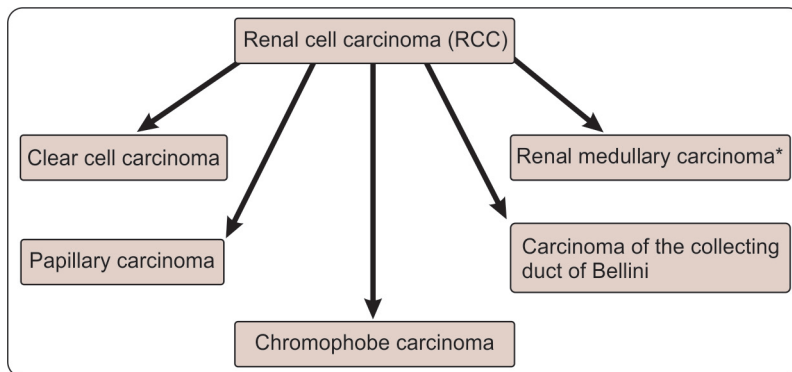 Renal cell carcinoma (RCC)
Clear cell carcinoma
Renal medullary carcinoma*
Papillary carcinoma
Carcinoma of the collecting
duct of Bellini
Chromophobe carcinoma